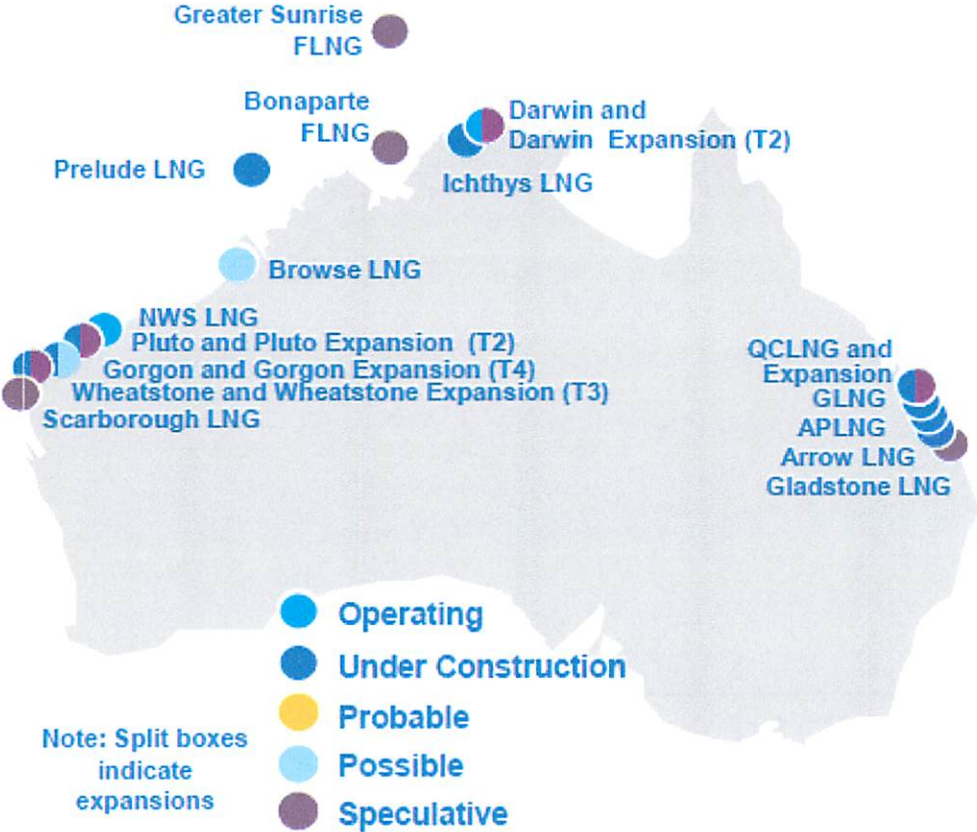 Greater Sunrise
FLNG
Bonaparte
FLNG
Darwin and
Darwin Expansion (T2)
Prelude LNG
Ichthys LNG
Browse LNG
NWS LNG
Pluto and Pluto Expansion (T2)
Gorgon and Gorgon Expansion (T4)
Wheatstone and Wheatstone Expansion (T3)
Scarborough LNG
QCLNG and
Expansion
GLNG
APLNG
Arrow LNG
Gladstone LNG
Operating
Under Construction
Probable
Possible
Speculative
Note: Split boxes
indicate
expansions